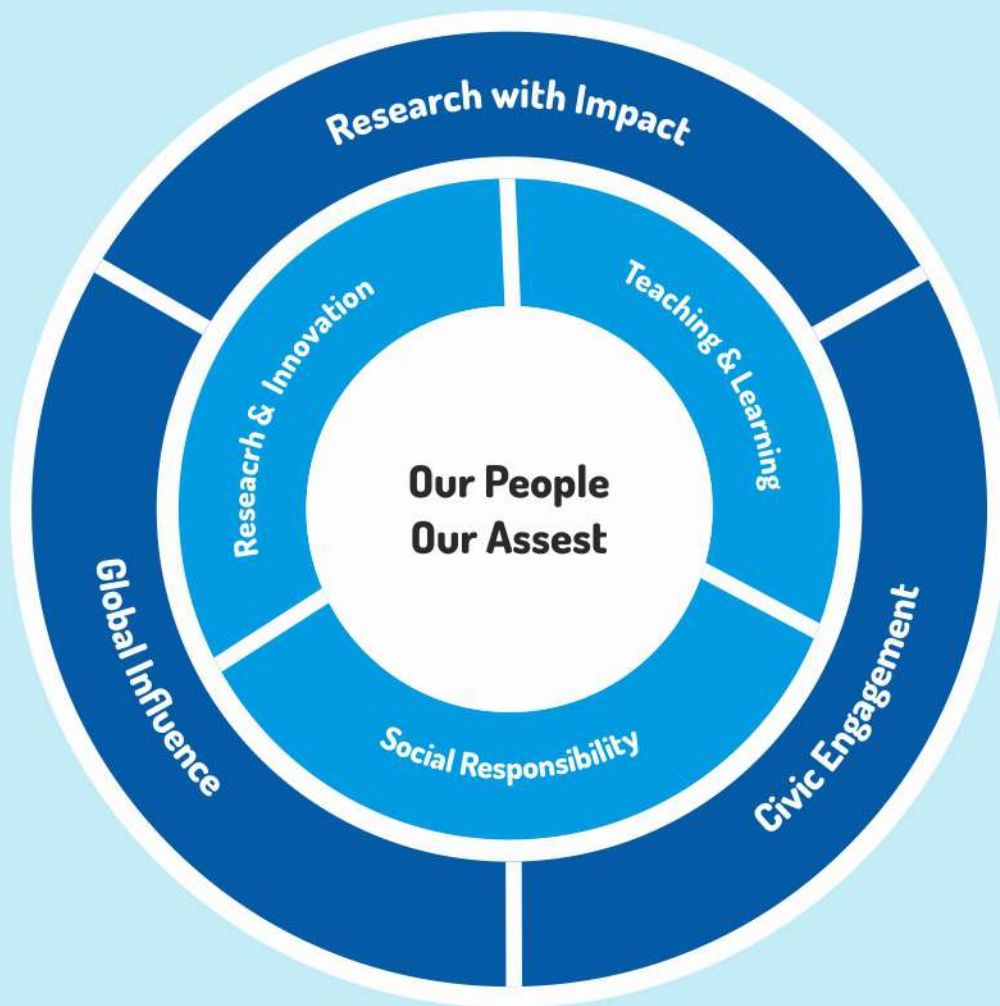 Research with Impact
Reseacrh & Innovation
Teaching & Learning
Our People
Our Assest
Social Responsibility
Global Influence
Civic Engagement